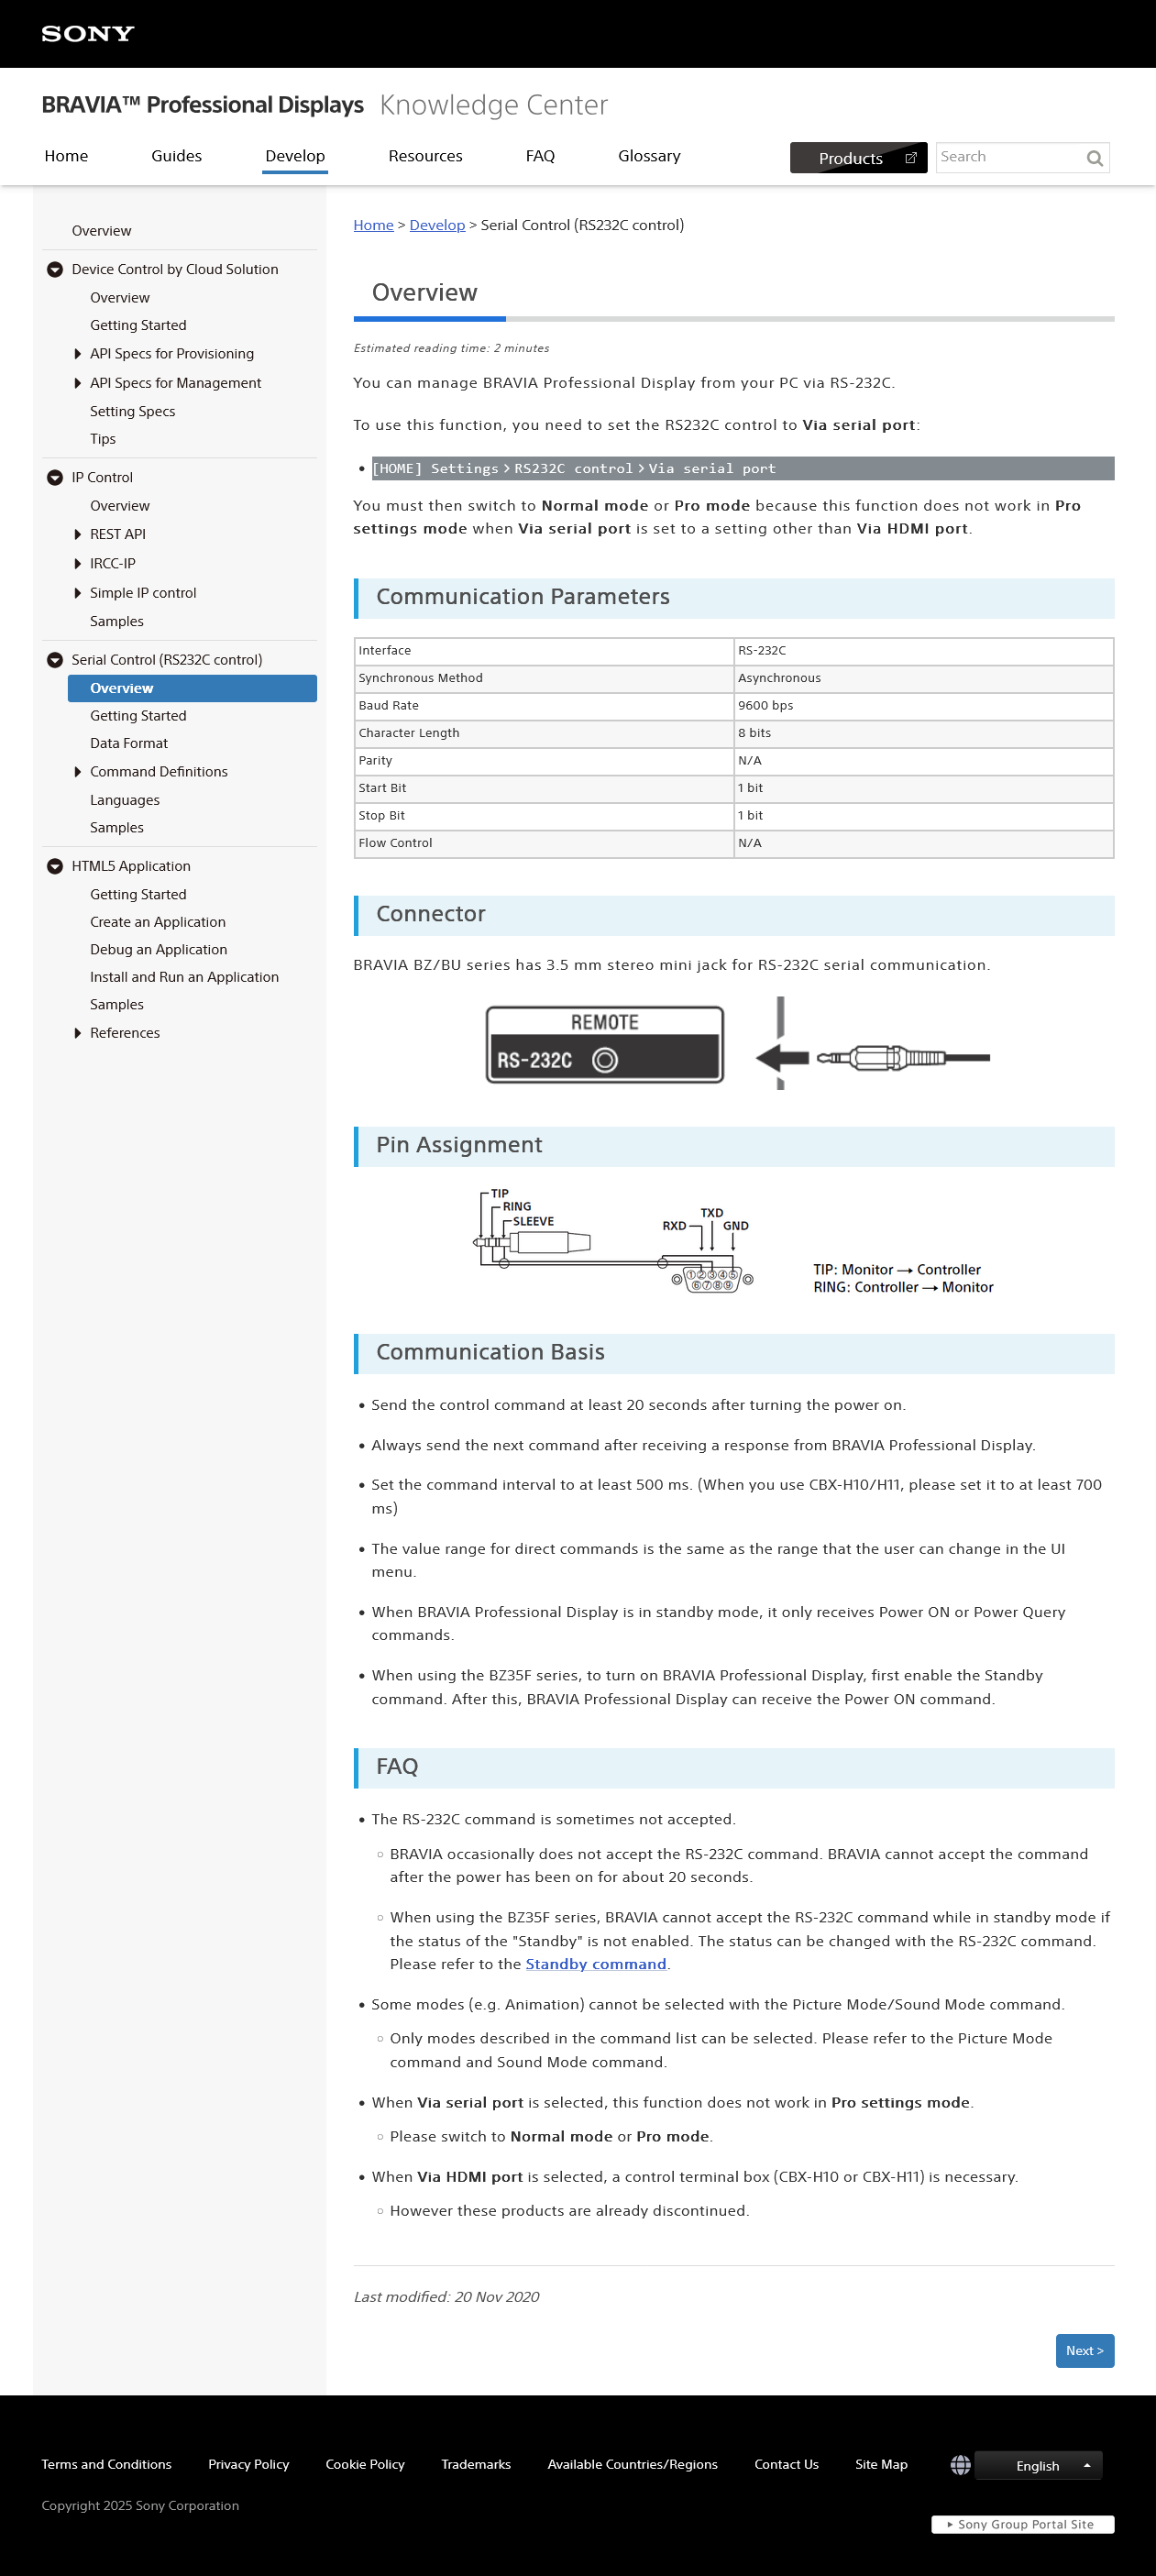 SONY
BRAVIA™ Professional Displays Knowledge Center
Home Guides Develop Resources FAQ Glossary Products Search
Overview
Device Control by Cloud Solution
Overview
Getting Started
API Specs for Provisioning
API Specs for Management
Setting Specs
Tips
IP Control
Overview
REST API
IRCC-IP
Simple IP control
Samples
Serial Control (RS232C control)
Overview
Getting Started
Data Format
Command Definitions
Languages
Samples
HTML5 Application
Getting Started
Create an Application
Debug an Application
Install and Run an Application
Samples
References
Home > Develop > Serial Control (RS232C control)
Overview
Estimated reading time: 2 minutes
You can manage BRAVIA Professional Display from your PC via RS-232C.
To use this function, you need to set the RS232C control to Via serial port:
• [HOME] Settings > RS232C control > Via serial port
You must then switch to Normal mode or Pro mode because this function does not work in Pro
settings mode when Via serial port is set to a setting other than Via HDMI port.
Communication Parameters
Interface RS-232C
Synchronous Method Asynchronous
Baud Rate 9600 bps
Character Length 8 bits
Parity N/A
Start Bit 1 bit
Stop Bit 1 bit
Flow Control N/A
Connector
BRAVIA BZ/BU series has 3.5 mm stereo mini jack for RS-232C serial communication.
REMOTE
RS-232C
Pin Assignment
TIP
RING
SLEEVE
TXD
RXD GND
①②③④⑤
⑥⑦⑧⑨
TIP: Monitor → Controller
RING: Controller → Monitor
Communication Basis
• Send the control command at least 20 seconds after turning the power on.
• Always send the next command after receiving a response from BRAVIA Professional Display.
• Set the command interval to at least 500 ms. (When you use CBX-H10/H11, please set it to at least 700
ms)
• The value range for direct commands is the same as the range that the user can change in the UI
menu.
• When BRAVIA Professional Display is in standby mode, it only receives Power ON or Power Query
commands.
• When using the BZ35F series, to turn on BRAVIA Professional Display, first enable the Standby
command. After this, BRAVIA Professional Display can receive the Power ON command.
FAQ
• The RS-232C command is sometimes not accepted.
○ BRAVIA occasionally does not accept the RS-232C command. BRAVIA cannot accept the command
after the power has been on for about 20 seconds.
○ When using the BZ35F series, BRAVIA cannot accept the RS-232C command while in standby mode if
the status of the "Standby" is not enabled. The status can be changed with the RS-232C command.
Please refer to the Standby command.
• Some modes (e.g. Animation) cannot be selected with the Picture Mode/Sound Mode command.
○ Only modes described in the command list can be selected. Please refer to the Picture Mode
command and Sound Mode command.
• When Via serial port is selected, this function does not work in Pro settings mode.
○ Please switch to Normal mode or Pro mode.
• When Via HDMI port is selected, a control terminal box (CBX-H10 or CBX-H11) is necessary.
○ However these products are already discontinued.
Last modified: 20 Nov 2020
Next >
Terms and Conditions Privacy Policy Cookie Policy Trademarks Available Countries/Regions Contact Us Site Map English
Copyright 2025 Sony Corporation
Sony Group Portal Site